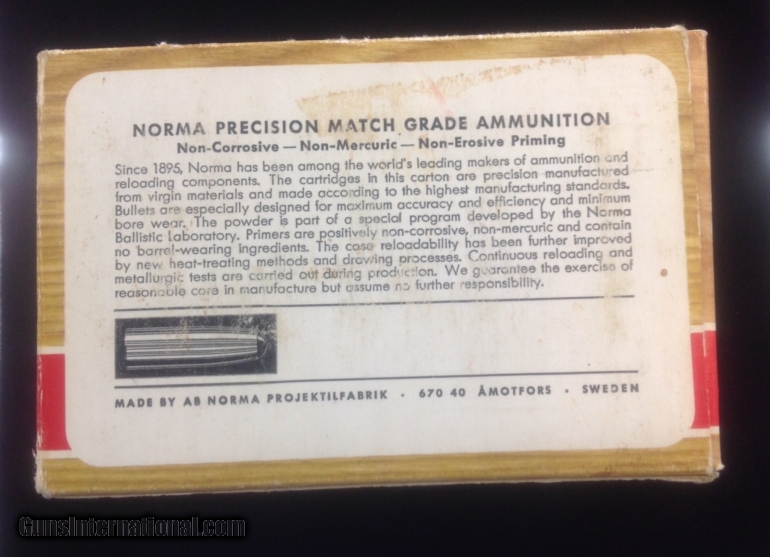 NORMA PRECISION MATCH GRADE AMMUNITION
Non-Corrosive — Non-Mercuric — Non-Erosive Priming
Since 1895, Norma has been among the world's leading makers of ammunition and
reloading components. The cartridges in this carton are precision manufactured
from virgin materials and made according to the highest manufacturing standards.
Bullets are especially designed for maximum accuracy and efficiency and minimum
bore wear. The powder is part of a special program developed by the Norma
Ballistic Laboratory. Primers are positively non-corrosive, non-mercuric and contain
no barrel-wearing ingredients. The case reloadability has been further improved
by new heat-treating methods and drawing processes. Continuous reloading and
metallurgic tests are carried out during production. We guarantee the exercise of
reasonable care in manufacture but assume no further responsibility.
MADE BY AB NORMA PROJEKTILFABRIK · 670 40 ÅMOTFORS · SWEDEN
GunsInternational.com